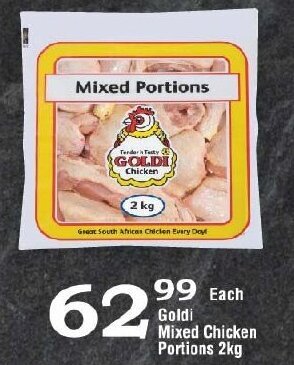 Mixed Portions
Tender n Tasty
GOLDI
Chicken
2 kg
Great South African Chicken Every Day!
62 99 Each
Goldi
Mixed Chicken
Portions 2kg